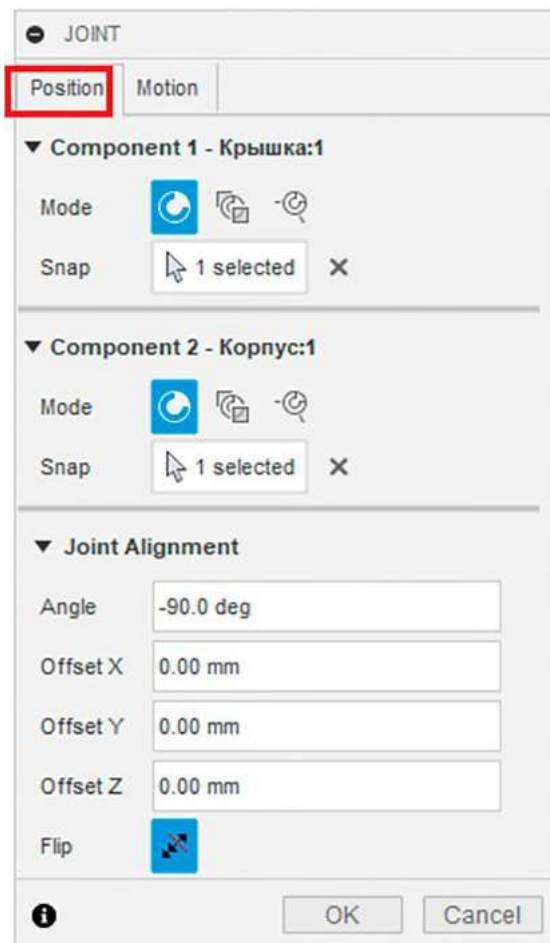 JOINT
Position Motion
Component 1 - Крышка:1
Mode
Snap 1 selected
Component 2 - Корпус:1
Mode
Snap 1 selected
Joint Alignment
Angle -90.0 deg
Offset X 0.00 mm
Offset Y 0.00 mm
Offset Z 0.00 mm
Flip
OK Cancel